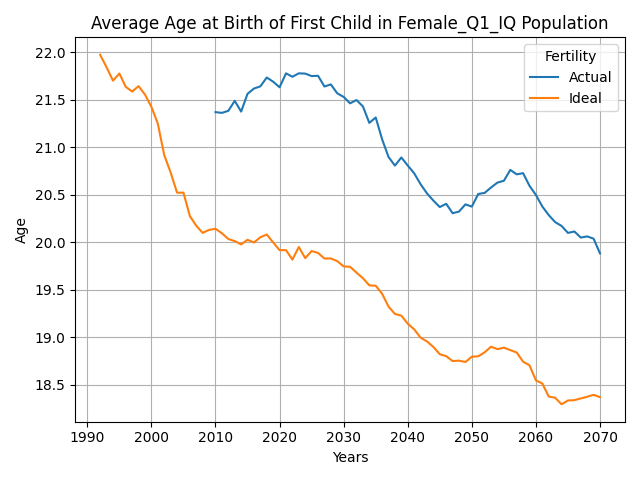 Average Age at Birth of First Child in Female_Q1_IQ Population
Fertility
Actual
Ideal
22.0
21.5
21.0
20.5
20.0
19.5
19.0
18.5
Age
1990 2000 2010 2020 2030 2040 2050 2060 2070
Years